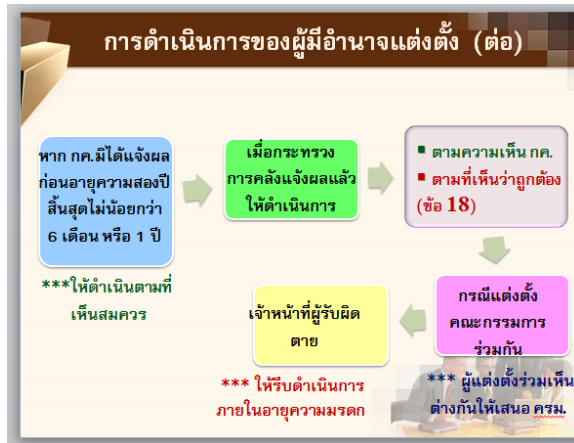 การดำเนินการของผู้มีอำนาจแต่งตั้ง (ต่อ)
หาก กค.มิได้แจ้งผล
ก่อนอายุความสองปี
สิ้นสุดไม่น้อยกว่า
6 เดือน หรือ 1 ปี
***ให้ดำเนินตามที่
เห็นสมควร
เมื่อกระทรวง
การคลังแจ้งผลแล้ว
ให้ดำเนินการ
▪ ตามความเห็น กค.
▪ ตามที่เห็นว่าถูกต้อง
(ข้อ 18)
กรณีแต่งตั้ง
คณะกรรมการ
ร่วมกัน
*** ผู้แต่งตั้งร่วมเห็น
ต่างกันให้เสนอ ครม.
เจ้าหน้าที่ผู้รับผิด
ตาย
*** ให้รีบดำเนินการ
ภายในอายุความมรดก